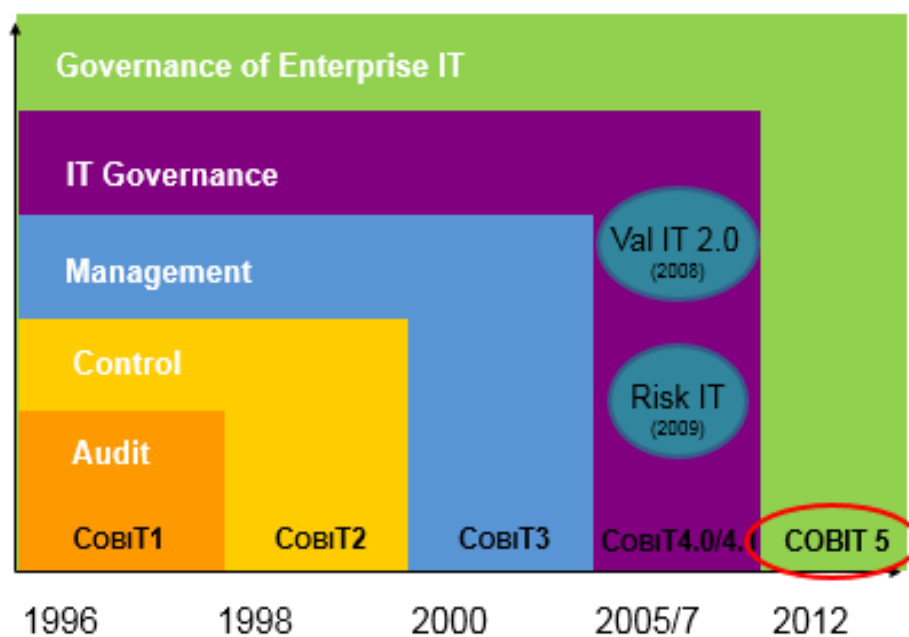 Governance of Enterprise IT
IT Governance
Val IT 2.0
(2008)
Management
Control
Risk IT
(2009)
Audit
COBIT1
COBIT2
COBIT3
COBIT4.0/4.
COBIT 5
1996
1998
2000
2005/7
2012